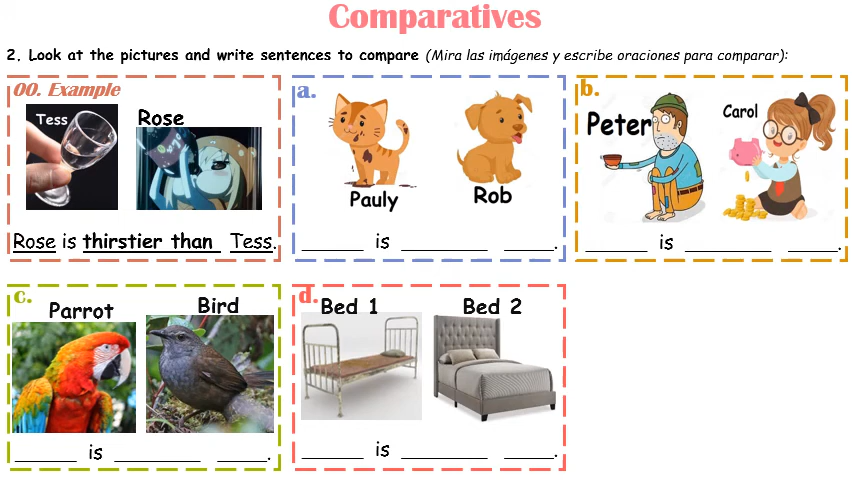 Comparatives
2. Look at the pictures and write sentences to compare (Mira las imágenes y escribe oraciones para comparar):
00. Example
Tess
Rose
Rose is thirstier than Tess.
a.
Pauly
Rob
______ is ________ _____.
b.
Peter
Carol
______ is ________ _____.
c.
Parrot
Bird
______ is ________ _____.
d.
Bed 1
Bed 2
______ is ________ _____.